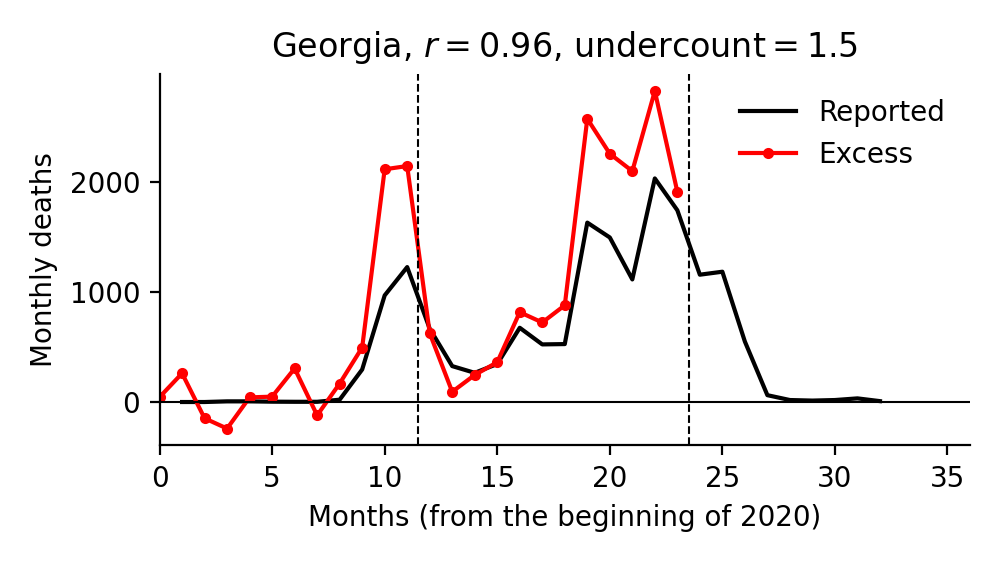 Georgia, r = 0.96, undercount = 1.5
Reported
Excess
Monthly deaths
2000
1000
0
0 5 10 15 20 25 30 35
Months (from the beginning of 2020)